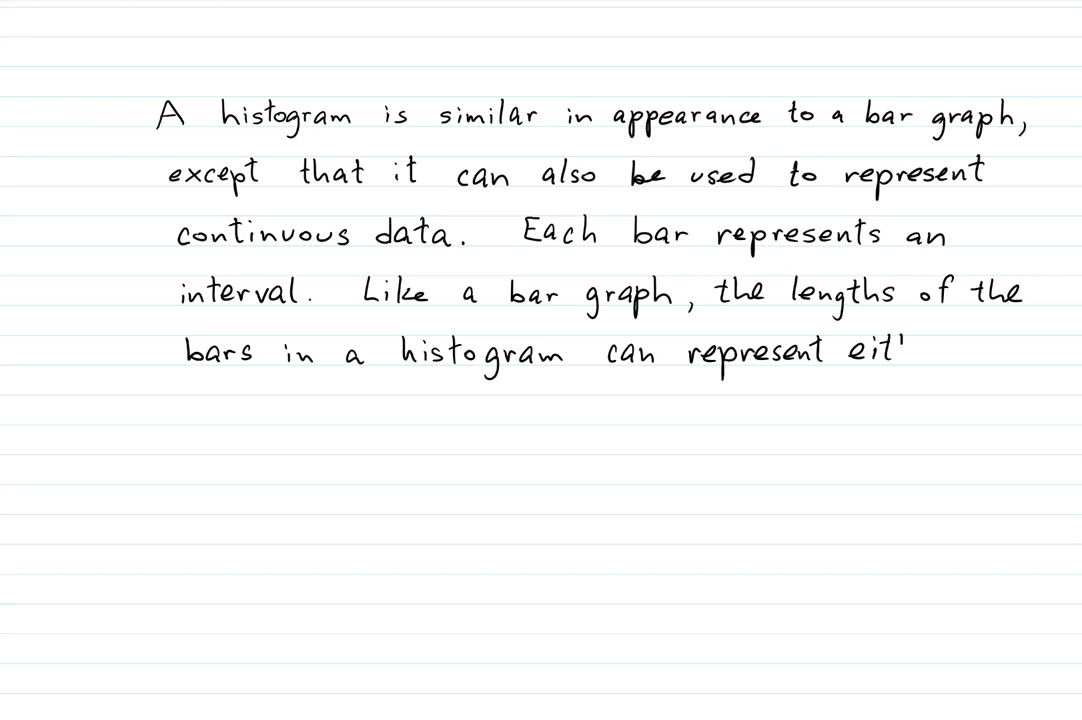 A histogram is similar in appearance to a bar graph,
except that it can also be used to represent
continuous data. Each bar represents an
interval. Like a bar graph, the lengths of the
bars in a histogram can represent